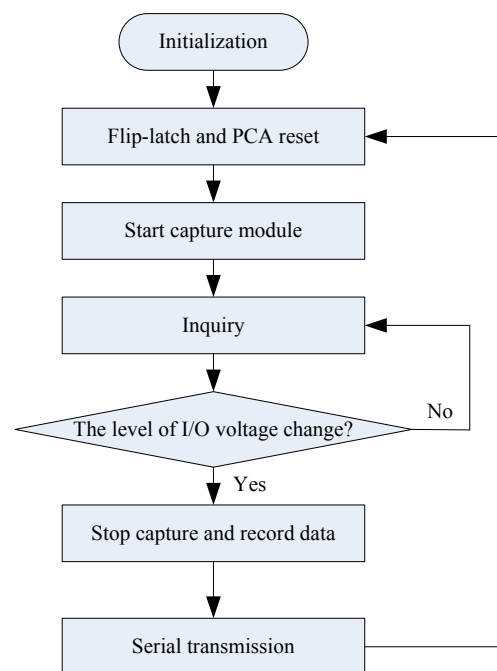 Initialization
Flip-latch and PCA reset
Start capture module
Inquiry
The level of I/O voltage change?
No
Yes
Stop capture and record data
Serial transmission